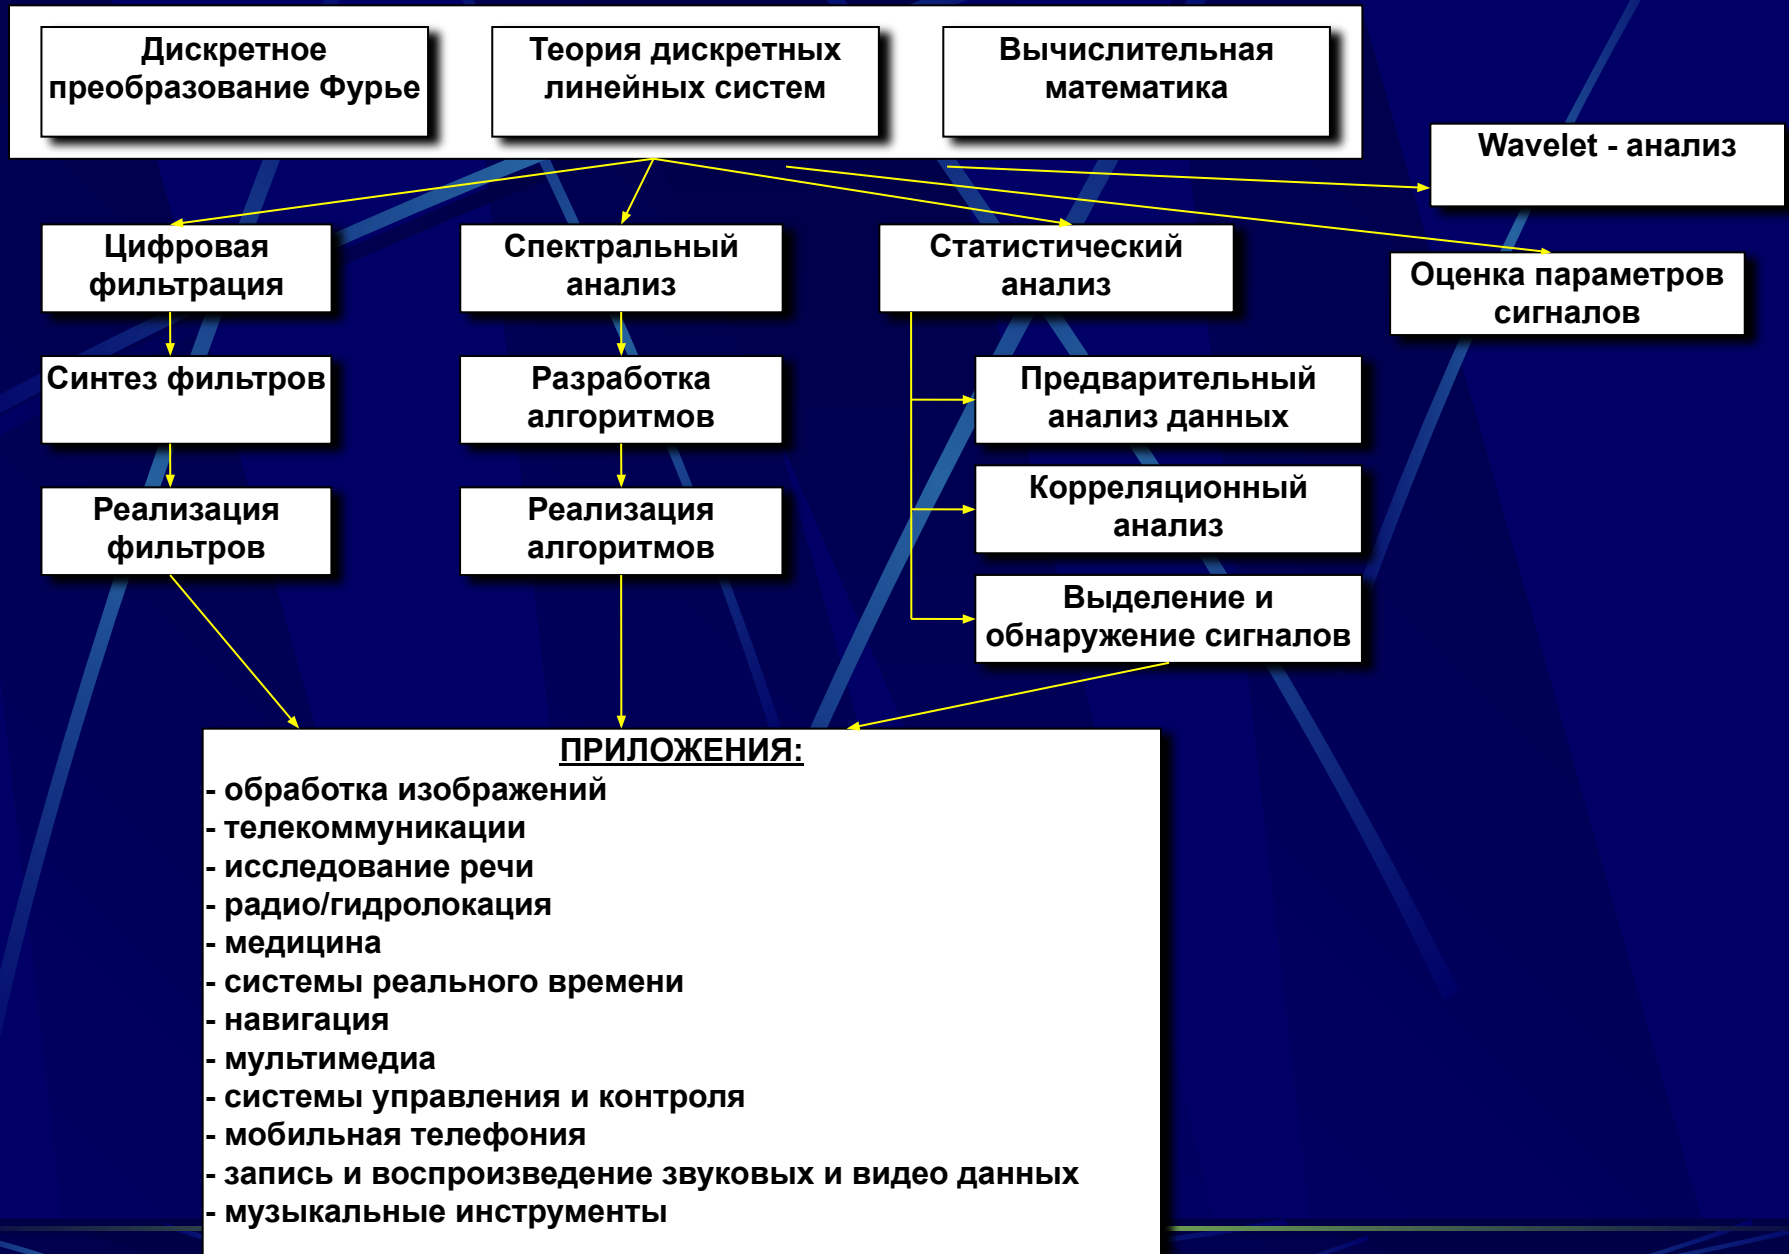 Дискретное
преобразование Фурье
Теория дискретных
линейных систем
Вычислительная
математика
Wavelet - анализ
Цифровая
фильтрация
Спектральный
анализ
Статистический
анализ
Оценка параметров
сигналов
Синтез фильтров
Разработка
алгоритмов
Предварительный
анализ данных
Корреляционный
анализ
Реализация
фильтров
Реализация
алгоритмов
Выделение и
обнаружение сигналов
ПРИЛОЖЕНИЯ:
- обработка изображений
- телекоммуникации
- исследование речи
- радио/гидролокация
- медицина
- системы реального времени
- навигация
- мультимедиа
- системы управления и контроля
- мобильная телефония
- запись и воспроизведение звуковых и видео данных
- музыкальные инструменты